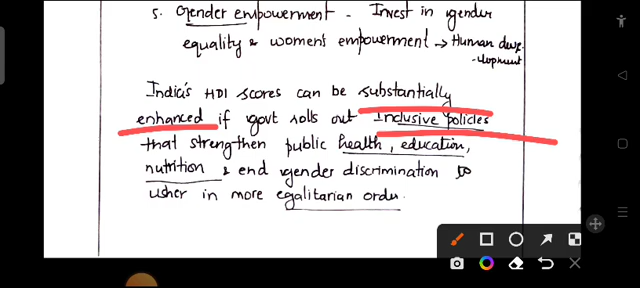 5. Gender empowerment - Invest in gender
equality & women's empowerment → Human deve
-lopment
India's HDI scores can be substantially
enhanced if govt rolls out Inclusive policies
that strengthen public health, education,
nutrition & end gender discrimination to
usher in more egalitarian order.